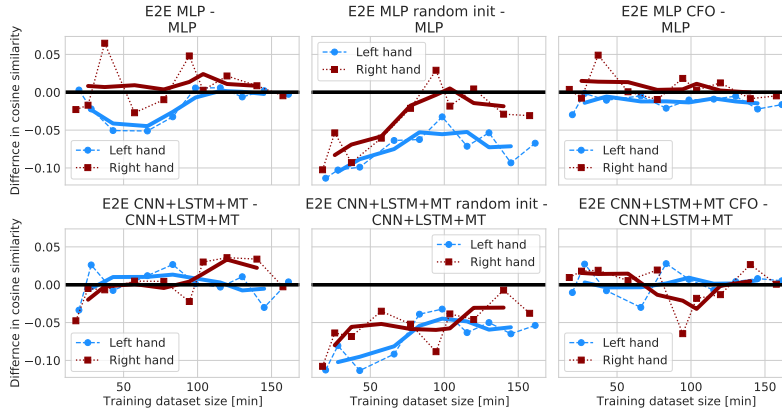 E2E MLP -
MLP
E2E MLP random init -
MLP
E2E MLP CFO -
MLP
Differnce in cosine similarity
0.05
0.00
−0.05
−0.10
Left hand
Right hand
Left hand
Right hand
Left hand
Right hand
E2E CNN+LSTM+MT -
CNN+LSTM+MT
E2E CNN+LSTM+MT random init -
CNN+LSTM+MT
E2E CNN+LSTM+MT CFO -
CNN+LSTM+MT
Differnce in cosine similarity
0.05
0.00
−0.05
−0.10
Left hand
Right hand
Left hand
Right hand
Left hand
Right hand
50 100 150
50 100 150
50 100 150
Training dataset size [min]
Training dataset size [min]
Training dataset size [min]